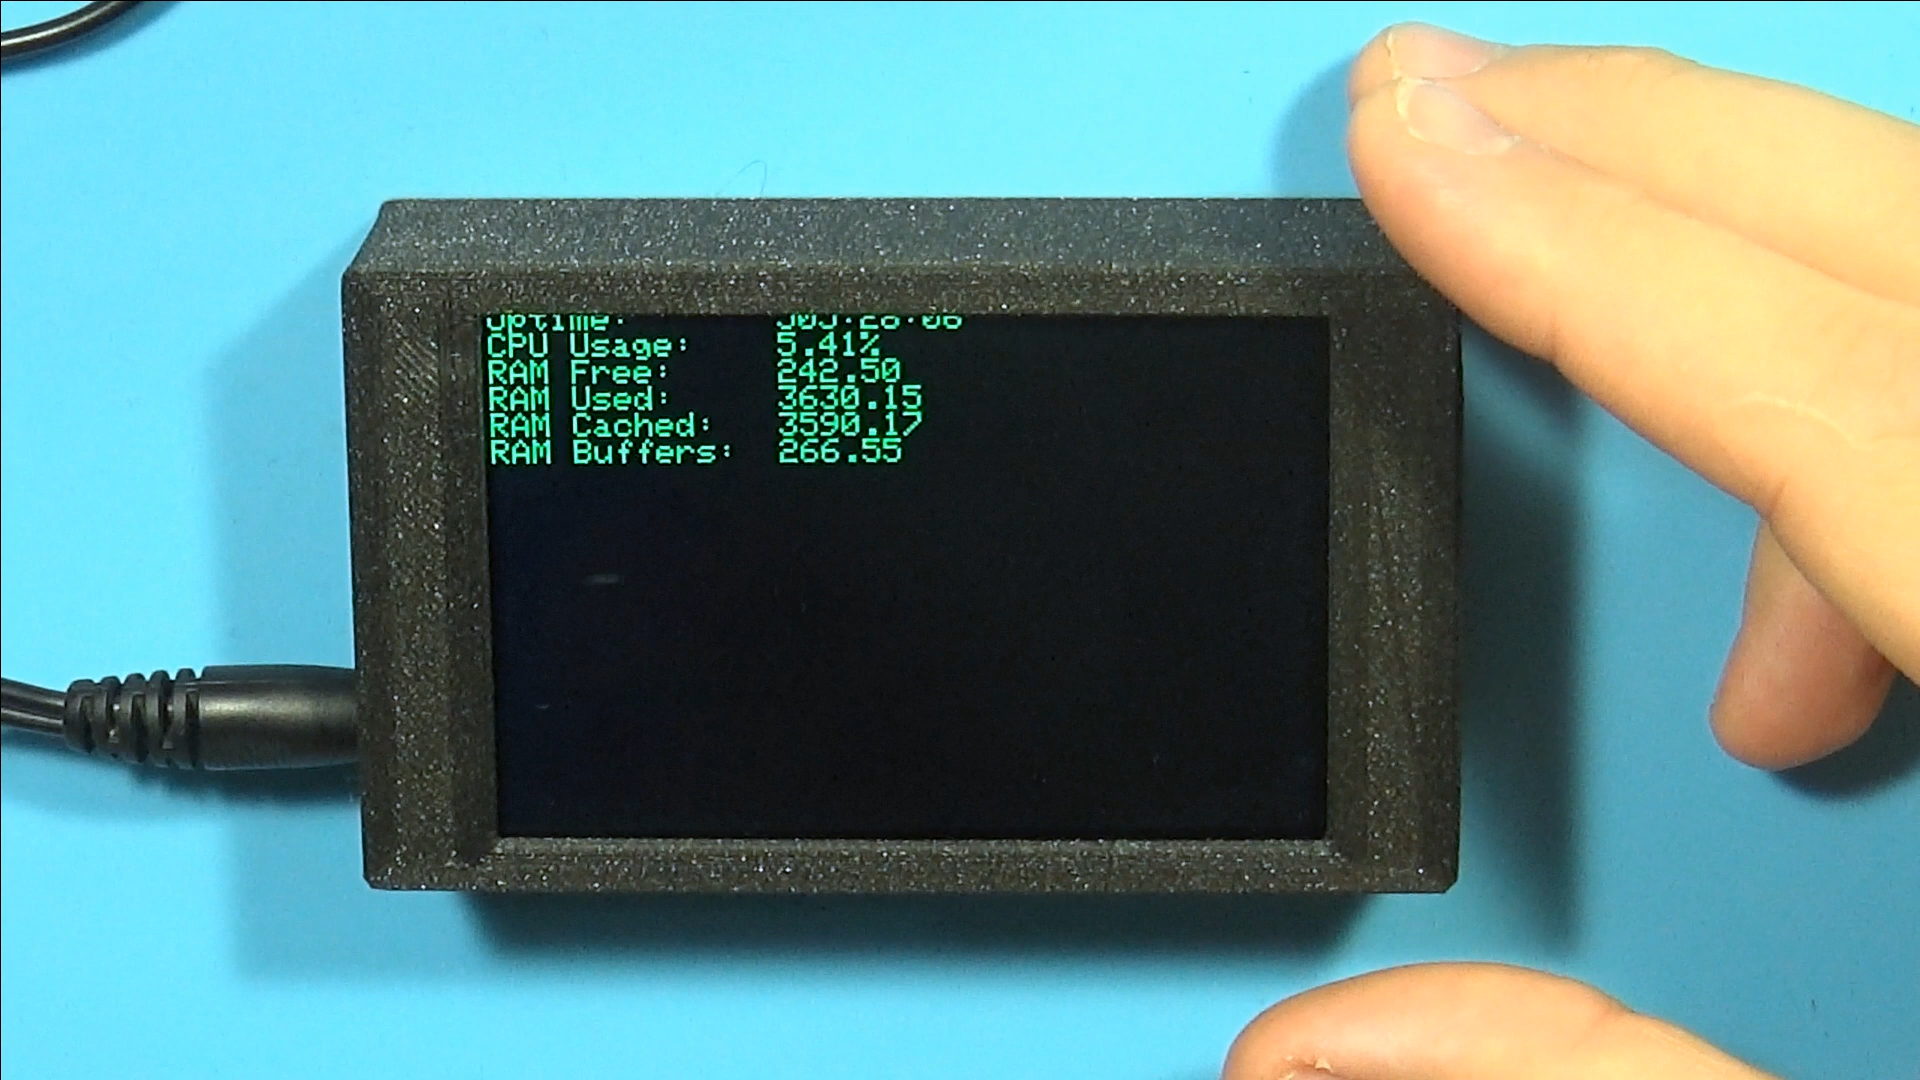 Uptime:
CPU Usage: 5.41%
RAM Free: 242.50
RAM Used: 3630.15
RAM Cached: 3590.17
RAM Buffers: 266.55